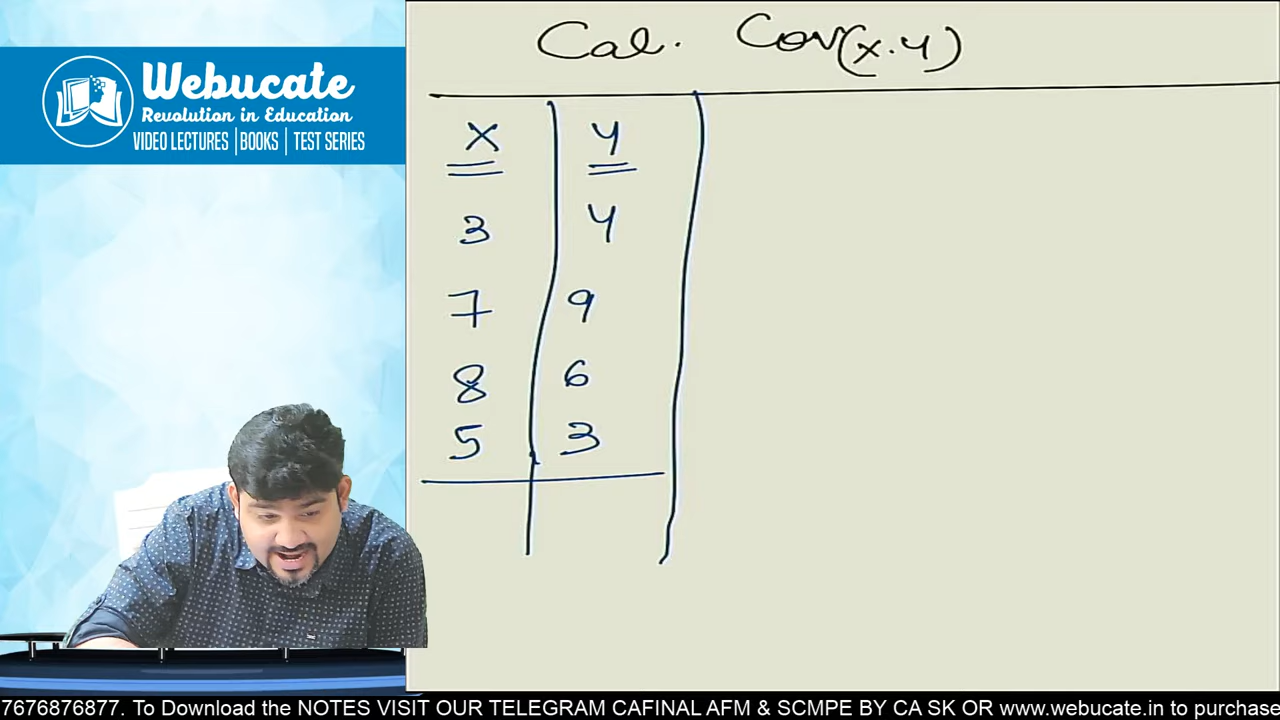 Webucate
Revolution in Education
VIDEO LECTURES | BOOKS | TEST SERIES
Cal. Cov(x.y)
x y
3 4
7 9
8 6
5 3
7676876877. To Download the NOTES VISIT OUR TELEGRAM CAFINAL AFM & SCMPE BY CA SK OR www.webucate.in to purchase